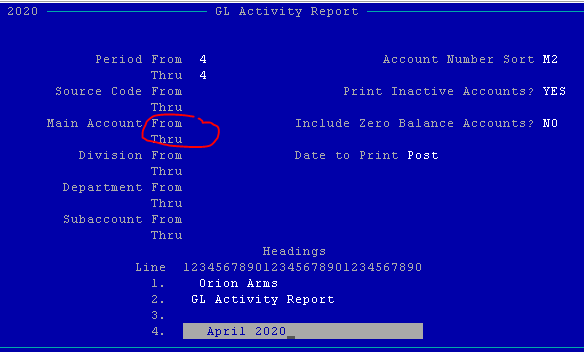 2020 GL Activity Report
Period From 4 Account Number Sort M2
Thru 4
Source Code From Print Inactive Accounts? YES
Thru
Main Account From Include Zero Balance Accounts? NO
Thru
Division From Date to Print Post
Thru
Department From
Thru
Subaccount From
Thru
Headings
Line 123456789012345678901234567890
1. Orion Arms
2. GL Activity Report
3.
4. April 2020_